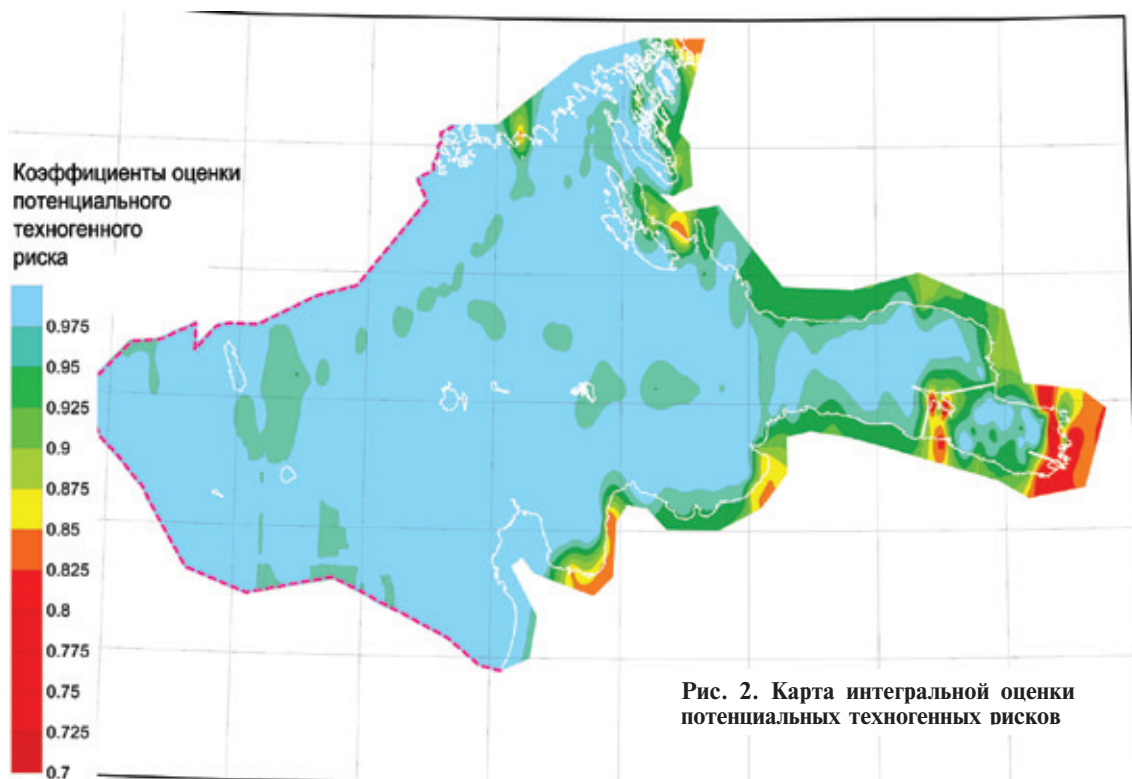 Коэффициенты оценки
потенциального
техногенного
риска
0.975
0.95
0.925
0.9
0.875
0.85
0.825
0.8
0.775
0.75
0.725
0.7
Рис. 2. Карта интегральной оценки
потенциальных техногенных рисков